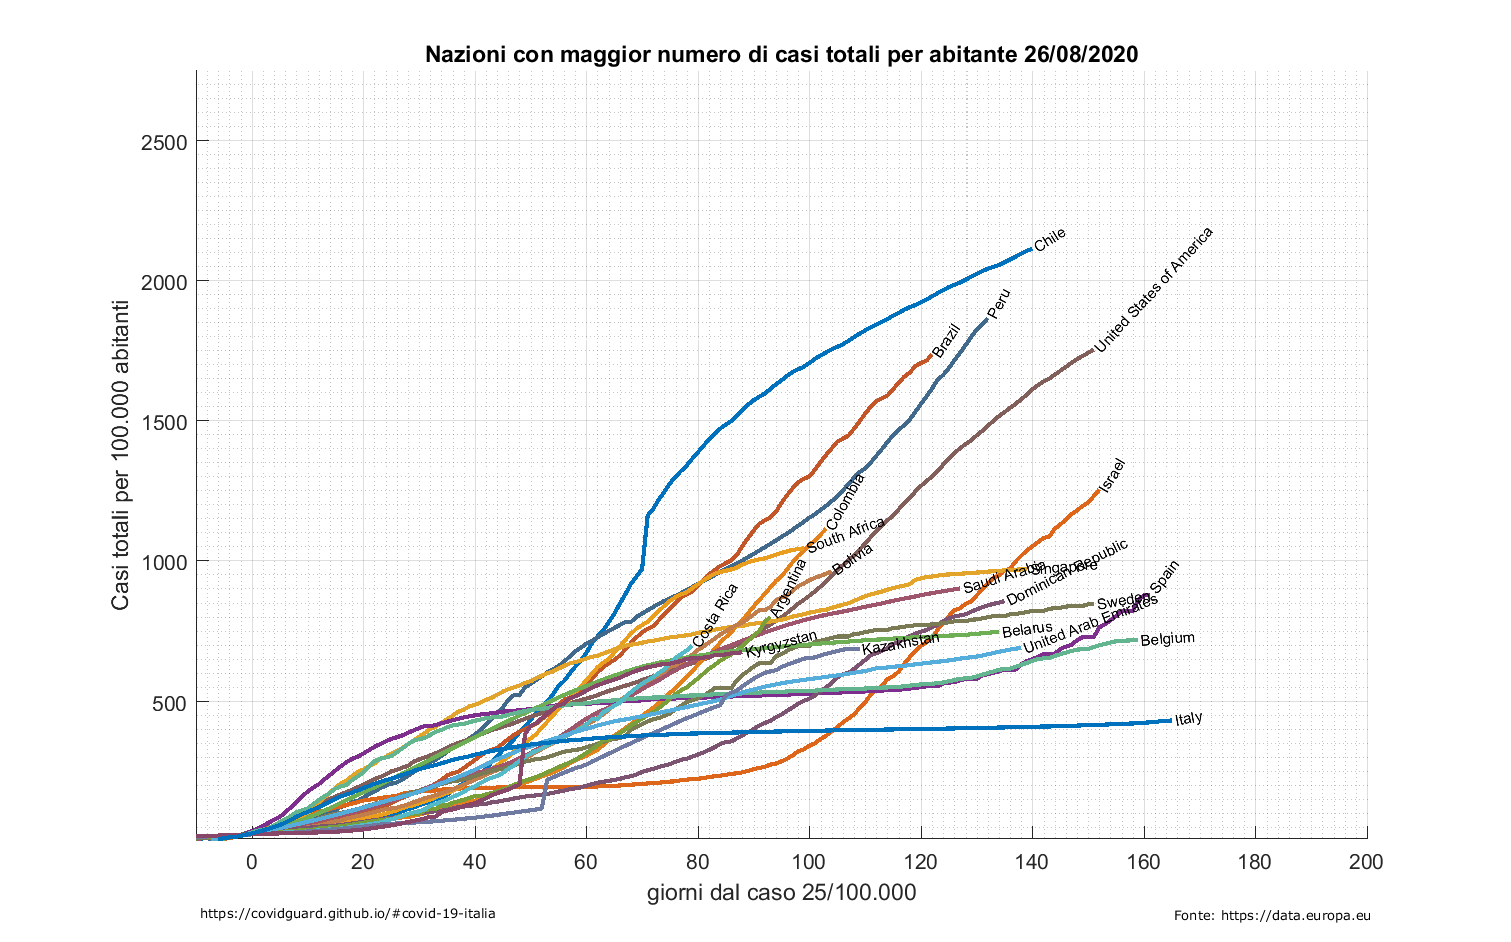 Nazioni con maggior numero di casi totali per abitante 26/08/2020
Casi totali per 100.000 abitanti
2500
2000
1500
1000
500
Chile
United States of America
Peru
Brazil
Israel
Colombia
South Africa
Bolivia
Argentina
Costa Rica
Saudi Arabia
Singapore
Dominican Republic
Spain
Sweden
United Arab Emirates
Belarus
Belgium
Kazakhstan
Kyrgyzstan
Italy
0 20 40 60 80 100 120 140 160 180 200
giorni dal caso 25/100.000
https://covidguard.github.io/#covid-19-italia
Fonte: https://data.europa.eu